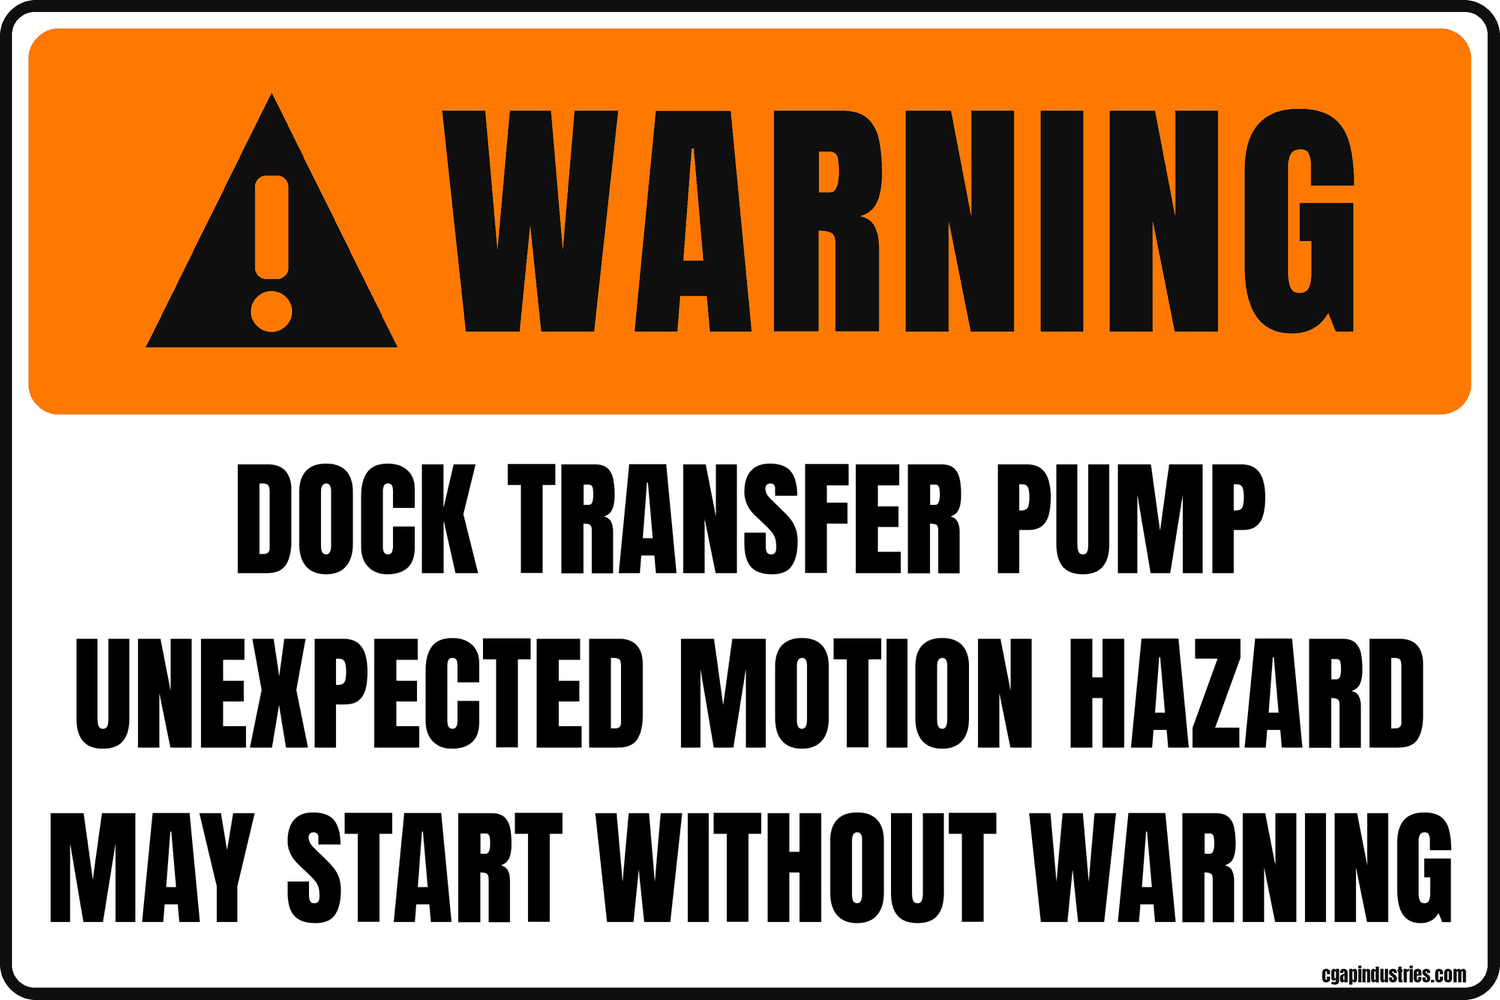 WARNING
DOCK TRANSFER PUMP
UNEXPECTED MOTION HAZARD
MAY START WITHOUT WARNING
cgapindustries.com